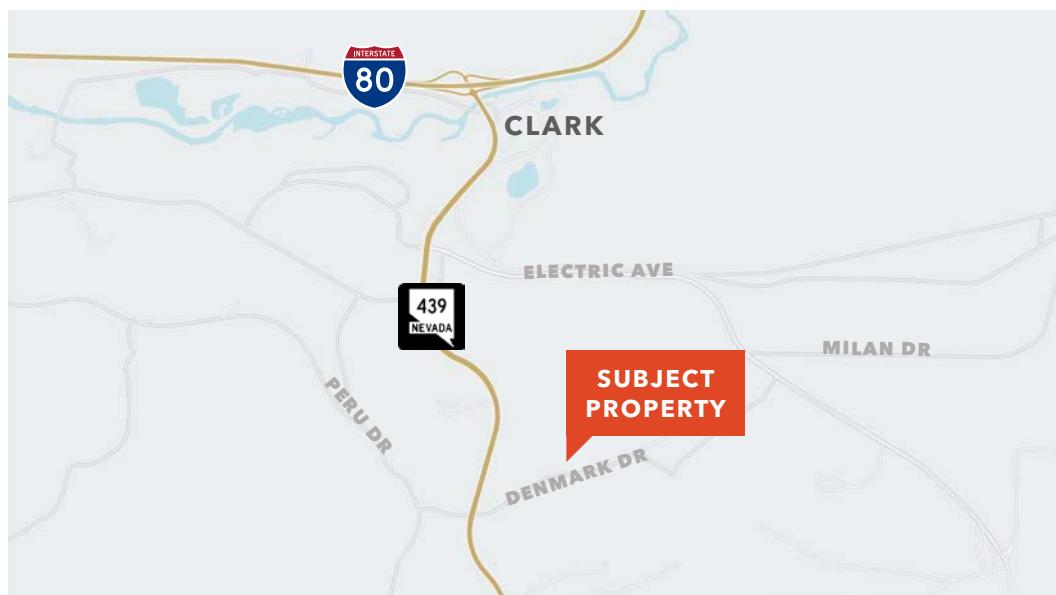 INTERSTATE
80
CLARK
ELECTRIC AVE
439
NEVADA
MILAN DR
SUBJECT
PROPERTY
PERU DR
DENMARK DR